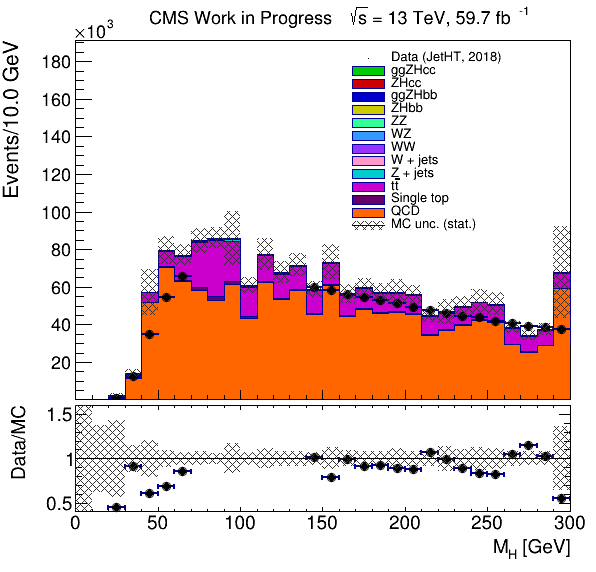 CMS Work in Progress √s = 13 TeV, 59.7 fb⁻¹
×10³
Events/10.0 GeV
180
160
140
120
100
80
60
40
20
Data (JetHT, 2018)
ggZHcc
ZHcc
ggZHbb
ZHbb
ZZ
WZ
WW
W + jets
Z + jets
tt̄
Single top
QCD
MC unc. (stat.)
Data/MC
1.5
1
0.5
0 50 100 150 200 250 300
M_H [GeV]